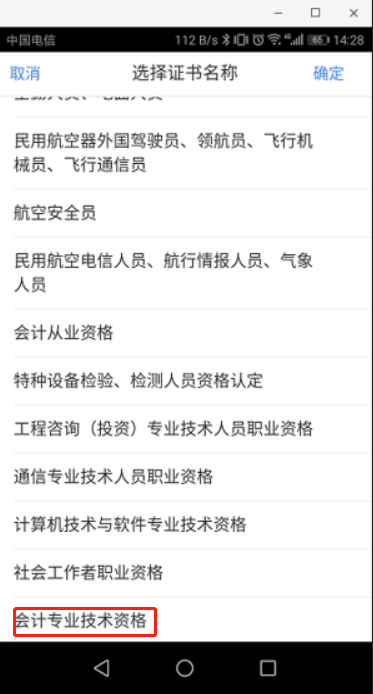 中国电信 112 B/s 4G 65 14:28
取消 选择证书名称 确定
民用航空器外国驾驶员、领航员、飞行机
械员、飞行通信员
航空安全员
民用航空电信人员、航行情报人员、气象
人员
会计从业资格
特种设备检验、检测人员资格认定
工程咨询（投资）专业技术人员职业资格
通信专业技术人员职业资格
计算机技术与软件专业技术资格
社会工作者职业资格
会计专业技术资格